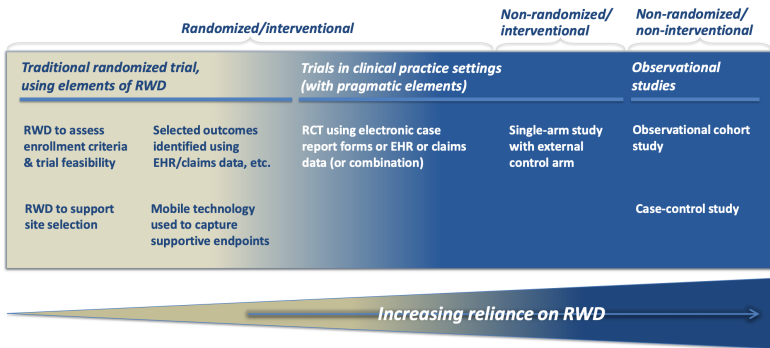 Randomized/interventional
Non-randomized/
interventional
Non-randomized/
non-interventional
Traditional randomized trial,
using elements of RWD
Trials in clinical practice settings
(with pragmatic elements)
Observational
studies
RWD to assess
enrollment criteria
& trial feasibility
Selected outcomes
identified using
EHR/claims data, etc.
RCT using electronic case
report forms or EHR or claims
data (or combination)
Single-arm study
with external
control arm
Observational cohort
study
RWD to support
site selection
Mobile technology
used to capture
supportive endpoints
Case-control study
Increasing reliance on RWD